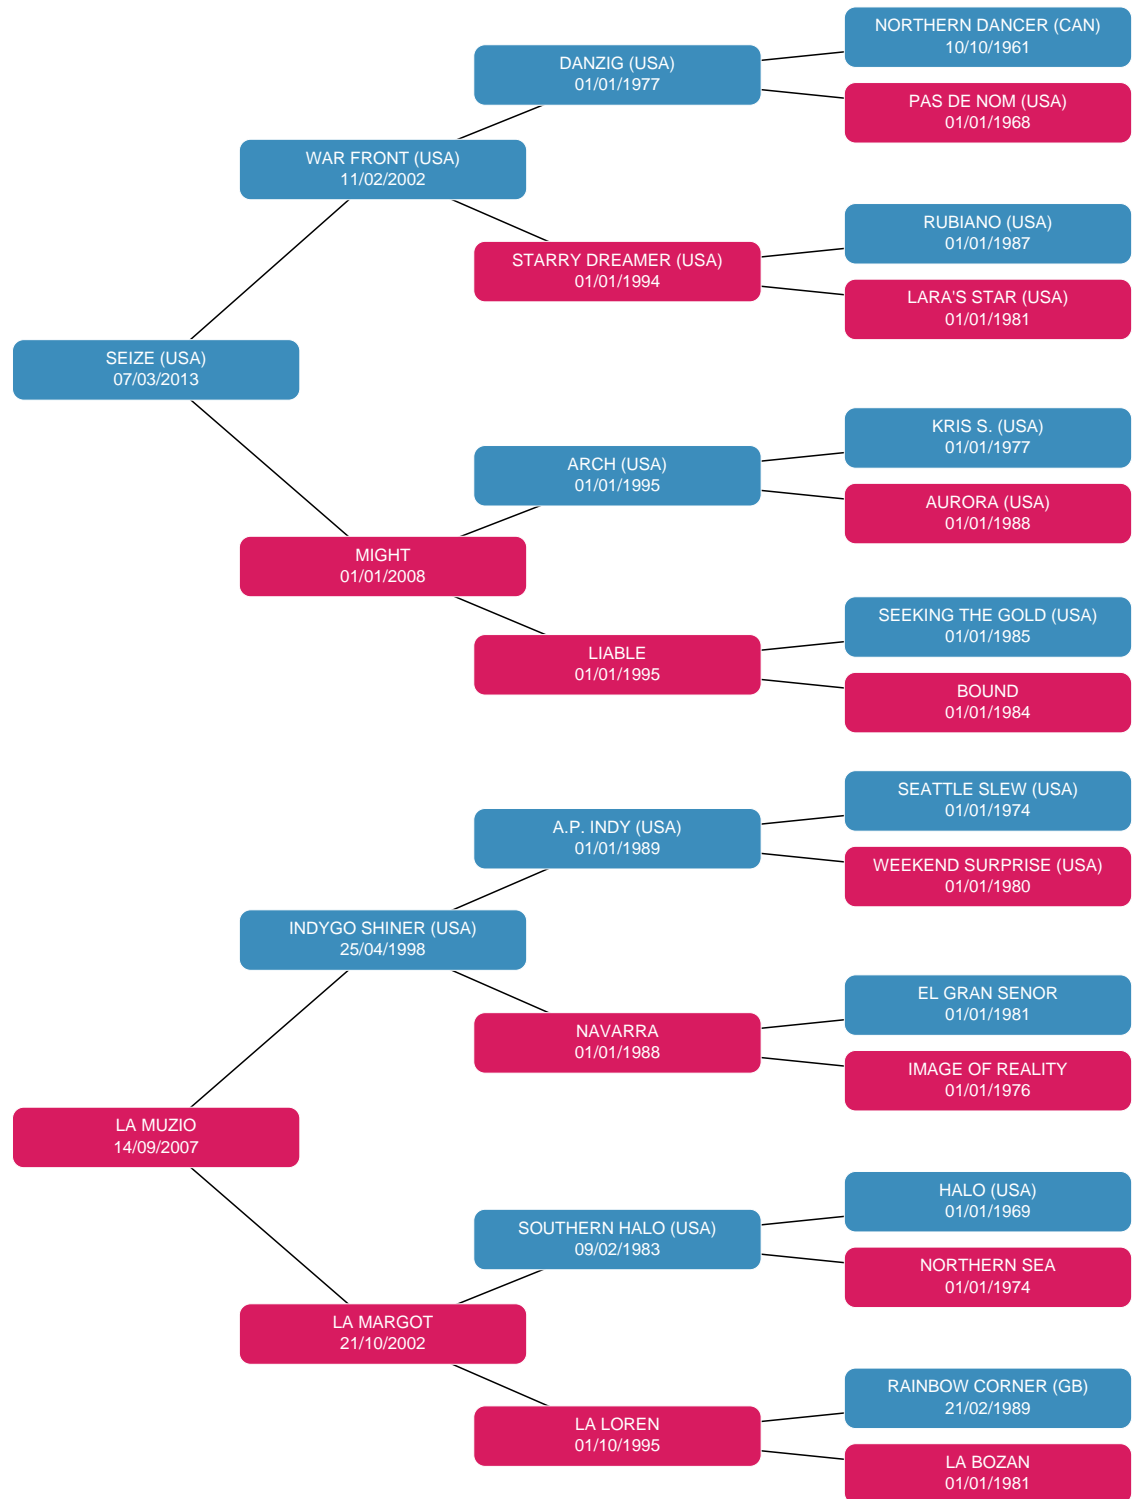 NORTHERN DANCER (CAN)
10/10/1961
DANZIG (USA)
01/01/1977
PAS DE NOM (USA)
01/01/1968
WAR FRONT (USA)
11/02/2002
RUBIANO (USA)
01/01/1987
STARRY DREAMER (USA)
01/01/1994
LARA'S STAR (USA)
01/01/1981
SEIZE (USA)
07/03/2013
KRIS S. (USA)
01/01/1977
ARCH (USA)
01/01/1995
AURORA (USA)
01/01/1988
MIGHT
01/01/2008
SEEKING THE GOLD (USA)
01/01/1985
LIABLE
01/01/1995
BOUND
01/01/1984
SEATTLE SLEW (USA)
01/01/1974
A.P. INDY (USA)
01/01/1989
WEEKEND SURPRISE (USA)
01/01/1980
INDYGO SHINER (USA)
25/04/1998
EL GRAN SENOR
01/01/1981
NAVARRA
01/01/1988
IMAGE OF REALITY
01/01/1976
LA MUZIO
14/09/2007
HALO (USA)
01/01/1969
SOUTHERN HALO (USA)
09/02/1983
NORTHERN SEA
01/01/1974
LA MARGOT
21/10/2002
RAINBOW CORNER (GB)
21/02/1989
LA LOREN
01/10/1995
LA BOZAN
01/01/1981